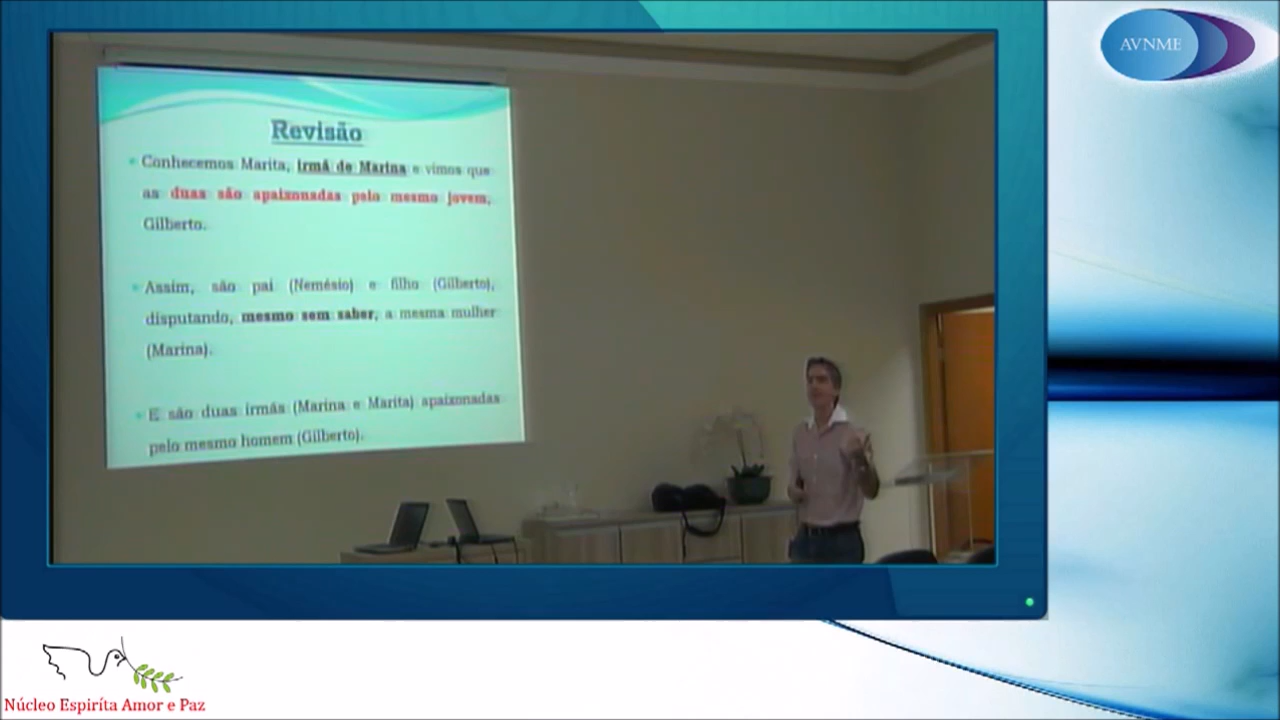 AVNME
Revisão
Conhecemos Marita, irmã de Marina e vimos que
as duas são apaixonadas pelo mesmo jovem,
Gilberto.
Assim, são pai (Nemésio) e filho (Gilberto),
disputando, mesmo sem saber, a mesma mulher
(Marina).
E são duas irmãs (Marina e Marita) apaixonadas
pelo mesmo homem (Gilberto).
Núcleo Espírita Amor e Paz